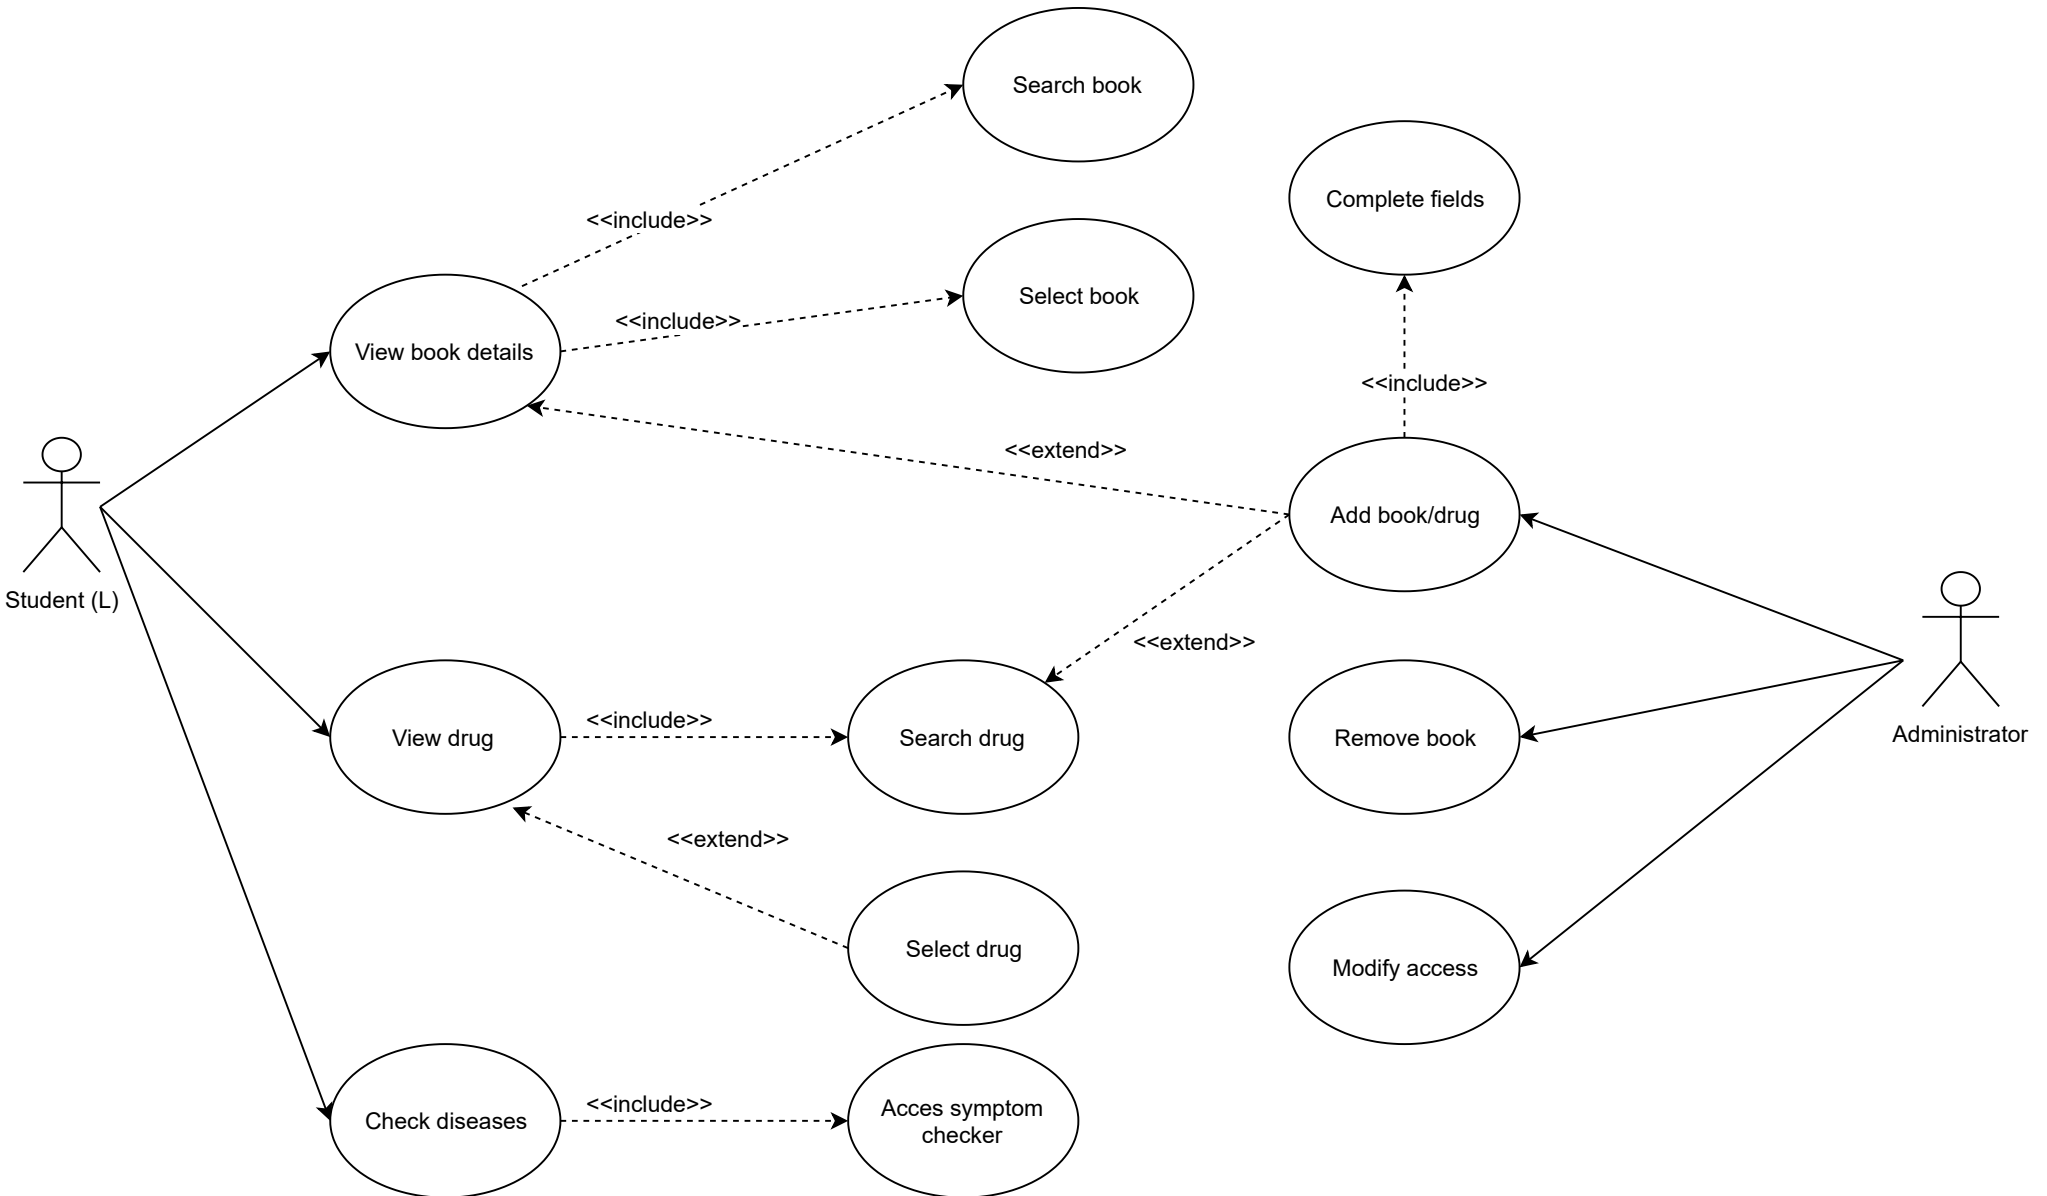 Search book
Complete fields
<<include>>
Select book
<<include>>
View book details
<<include>>
<<extend>>
Add book/drug
Student (L)
<<extend>>
<<include>>
View drug
Search drug
Remove book
Administrator
<<extend>>
Select drug
Modify access
<<include>>
Check diseases
Acces symptom
checker